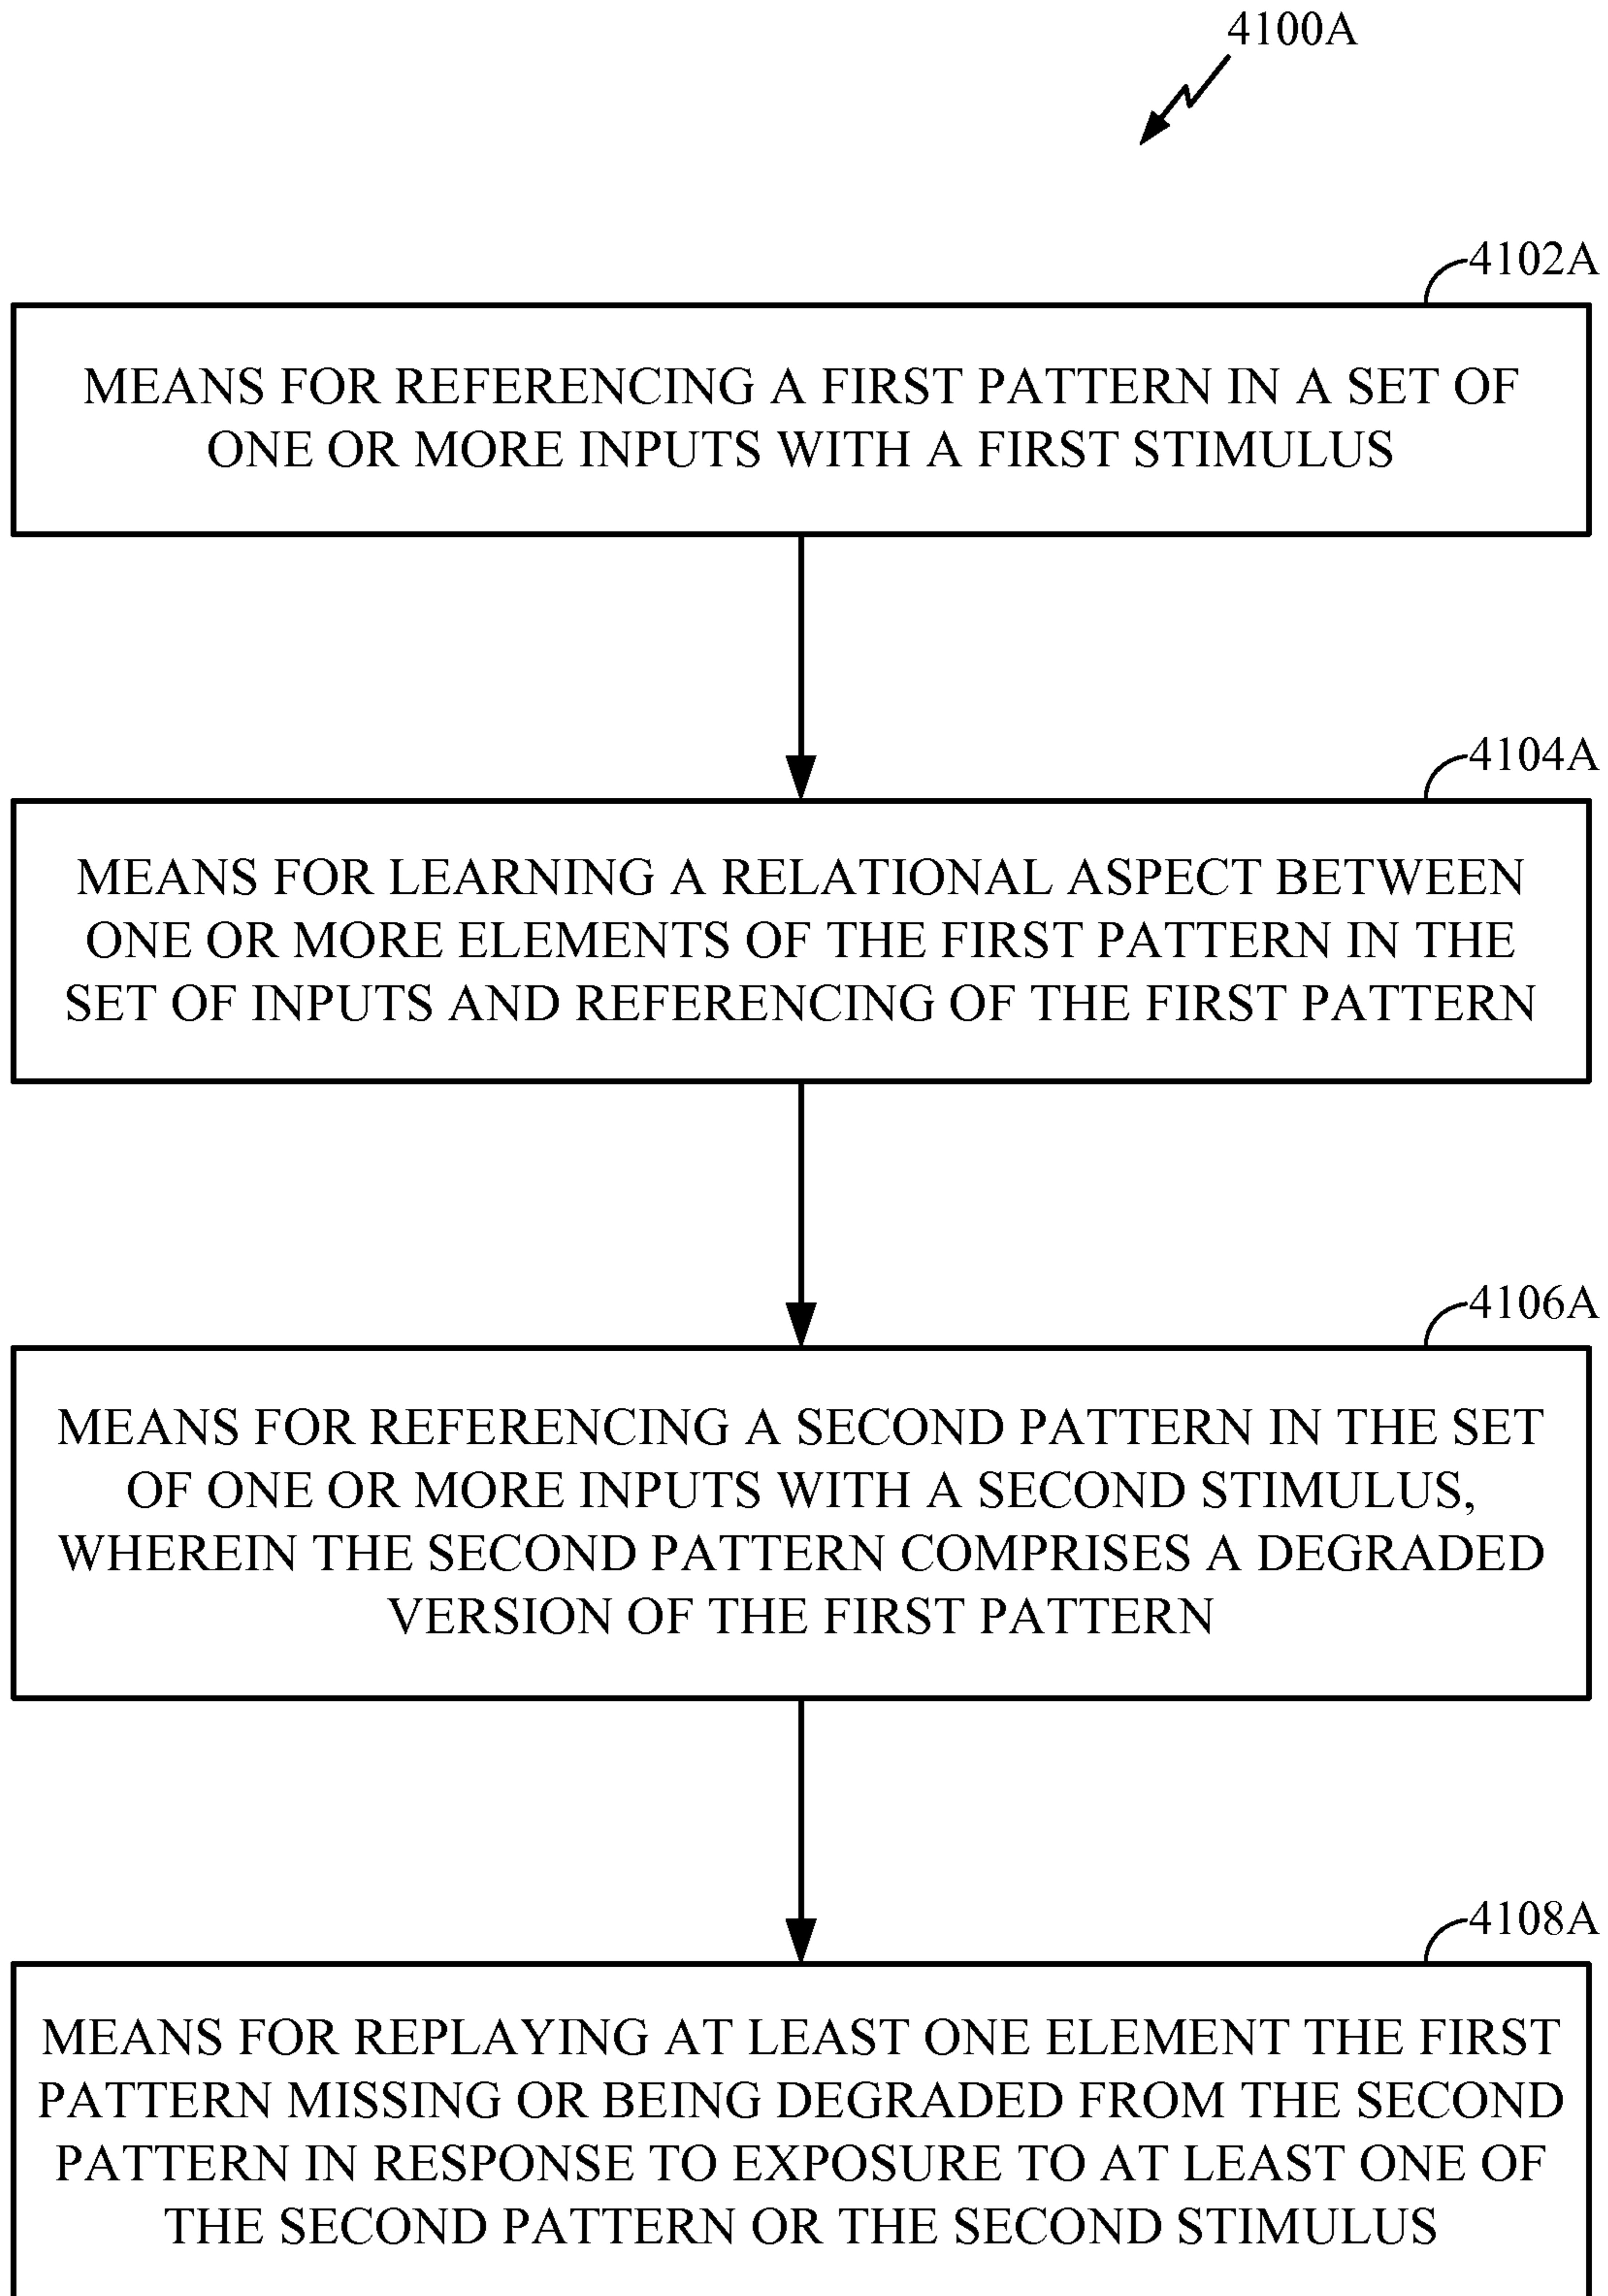 4100A
4102A
MEANS FOR REFERENCING A FIRST PATTERN IN A SET OF
ONE OR MORE INPUTS WITH A FIRST STIMULUS
4104A
MEANS FOR LEARNING A RELATIONAL ASPECT BETWEEN
ONE OR MORE ELEMENTS OF THE FIRST PATTERN IN THE
SET OF INPUTS AND REFERENCING OF THE FIRST PATTERN
4106A
MEANS FOR REFERENCING A SECOND PATTERN IN THE SET
OF ONE OR MORE INPUTS WITH A SECOND STIMULUS,
WHEREIN THE SECOND PATTERN COMPRISES A DEGRADED
VERSION OF THE FIRST PATTERN
4108A
MEANS FOR REPLAYING AT LEAST ONE ELEMENT THE FIRST
PATTERN MISSING OR BEING DEGRADED FROM THE SECOND
PATTERN IN RESPONSE TO EXPOSURE TO AT LEAST ONE OF
THE SECOND PATTERN OR THE SECOND STIMULUS